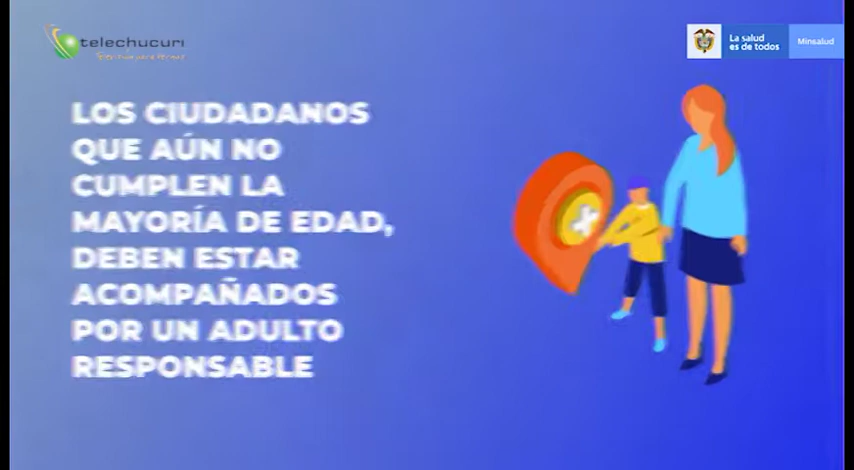 telechucuri
La salud
es de todos
Minsalud
LOS CIUDADANOS
QUE AÚN NO
CUMPLEN LA
MAYORÍA DE EDAD,
DEBEN ESTAR
ACOMPAÑADOS
POR UN ADULTO
RESPONSABLE